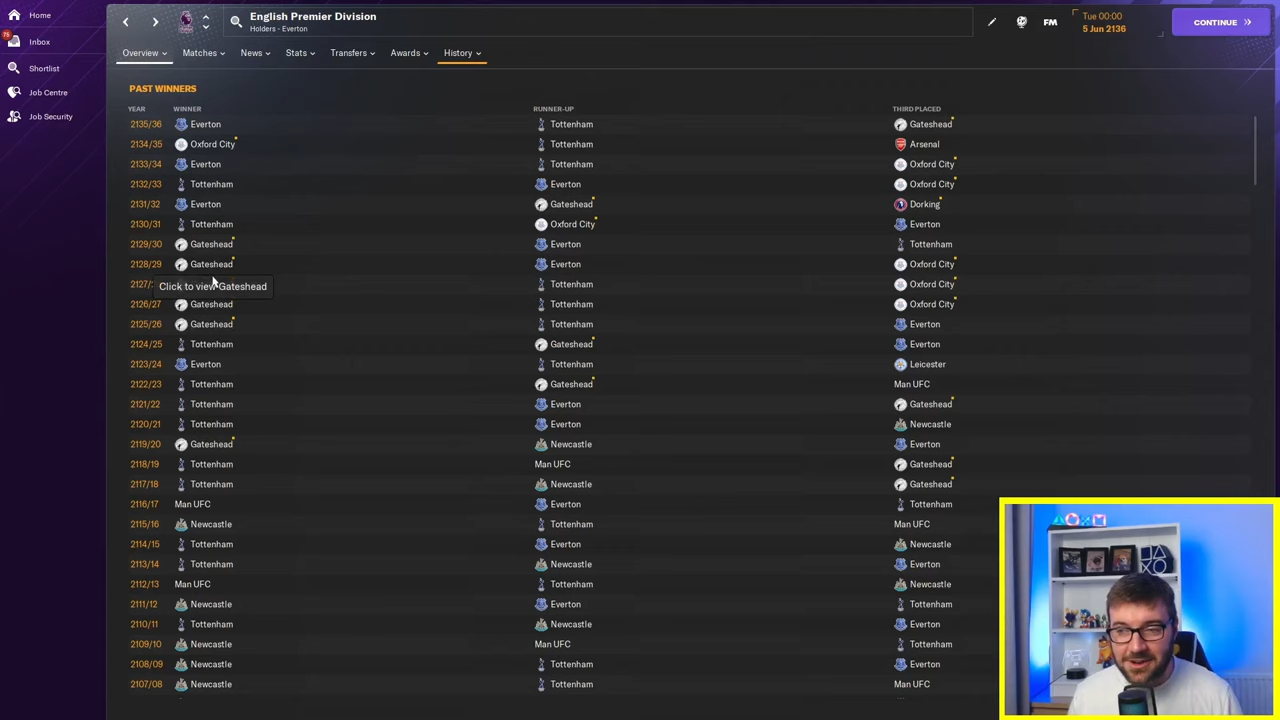 Home
75
Inbox
Shortlist
Job Centre
Job Security
English Premier Division
Holders - Everton
FM
Tue 00:00
5 Jun 2136
CONTINUE
Overview Matches News Stats Transfers Awards History
PAST WINNERS
YEAR WINNER RUNNER-UP THIRD PLACED
2135/36 Everton Tottenham Gateshead
2134/35 Oxford City Tottenham Arsenal
2133/34 Everton Tottenham Oxford City
2132/33 Tottenham Everton Oxford City
2131/32 Everton Gateshead Dorking
2130/31 Tottenham Oxford City Everton
2129/30 Gateshead Everton Tottenham
2128/29 Gateshead Everton Oxford City
2127/ Click to view Gateshead Tottenham Oxford City
2126/27 Gateshead Tottenham Oxford City
2125/26 Gateshead Tottenham Everton
2124/25 Tottenham Gateshead Everton
2123/24 Everton Tottenham Leicester
2122/23 Tottenham Gateshead Man UFC
2121/22 Tottenham Everton Gateshead
2120/21 Tottenham Everton Newcastle
2119/20 Gateshead Newcastle Everton
2118/19 Tottenham Man UFC Gateshead
2117/18 Tottenham Newcastle Gateshead
2116/17 Man UFC Everton Tottenham
2115/16 Newcastle Tottenham Man UFC
2114/15 Tottenham Everton Newcastle
2113/14 Tottenham Newcastle Everton
2112/13 Man UFC Tottenham Newcastle
2111/12 Newcastle Everton Tottenham
2110/11 Tottenham Newcastle Everton
2109/10 Newcastle Man UFC Tottenham
2108/09 Newcastle Tottenham Everton
2107/08 Newcastle Tottenham Man UFC